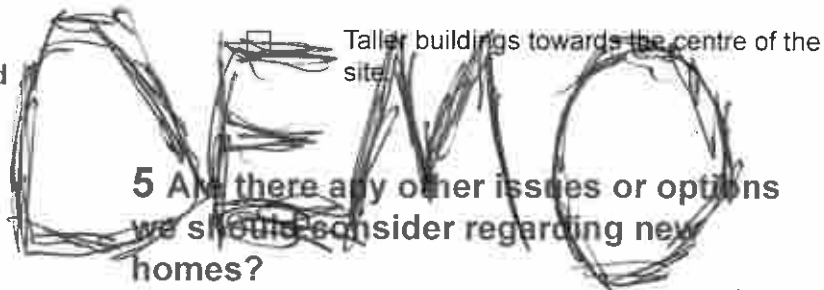 Taller buildings towards the centre of the
site.
DEMO
5 Are there any other issues or options
we should consider regarding new
homes?